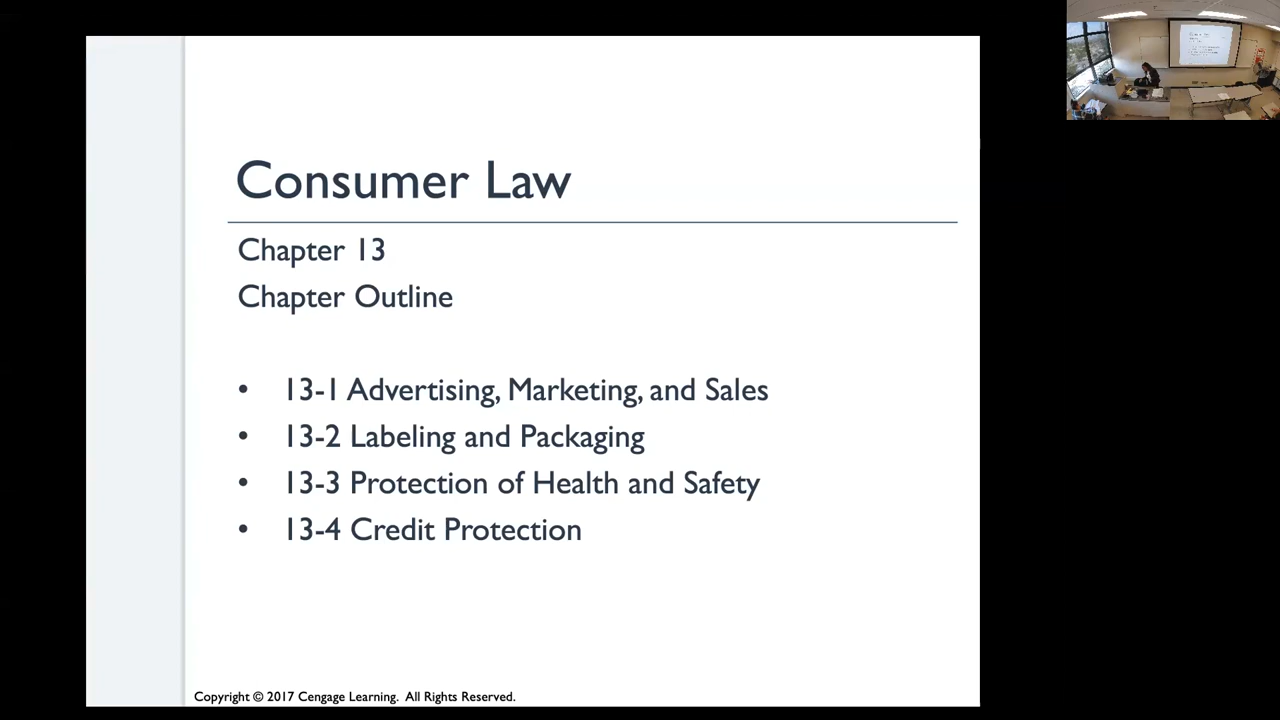 Consumer Law
Chapter 13
Chapter Outline
• 13-1 Advertising, Marketing, and Sales
• 13-2 Labeling and Packaging
• 13-3 Protection of Health and Safety
• 13-4 Credit Protection
Copyright © 2017 Cengage Learning. All Rights Reserved.